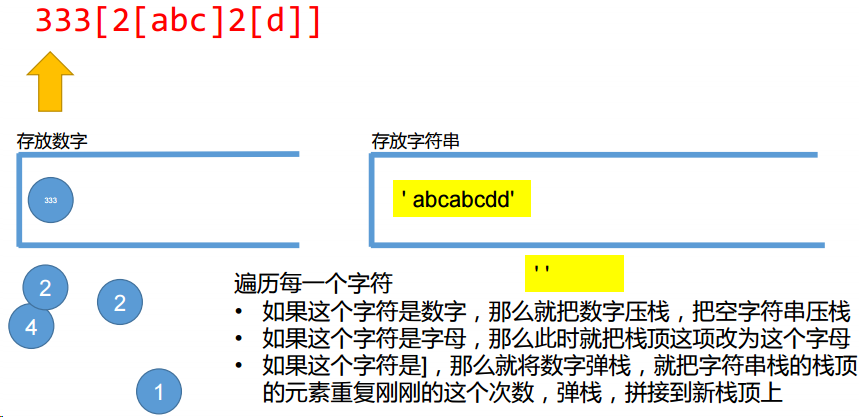 333[2[abc]2[d]]
存放数字
存放字符串
333
' abcabcdd'
' '
2
2
4
1
遍历每一个字符
• 如果这个字符是数字，那么就把数字压栈，把空字符串压栈
• 如果这个字符是字母，那么此时就把栈顶这项改为这个字母
• 如果这个字符是]，那么就将数字弹栈，就把字符串栈的栈顶
的元素重复刚刚的这个次数，弹栈，拼接到新栈顶上